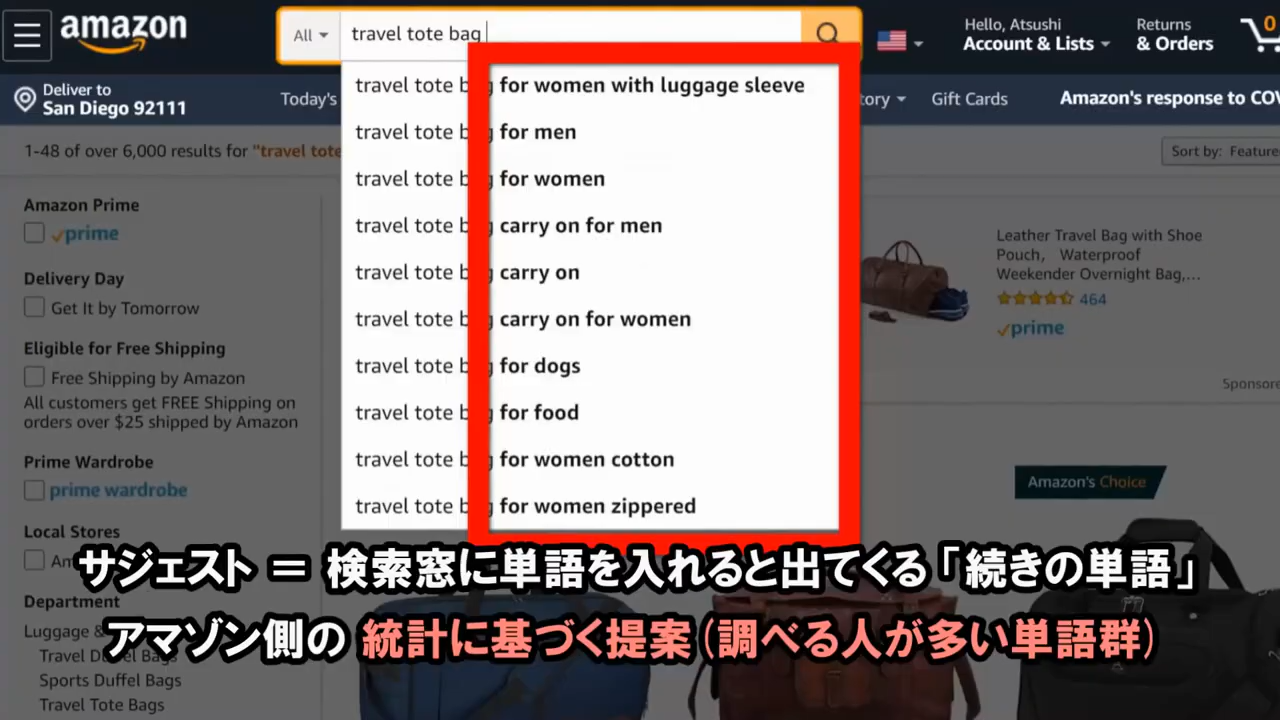 amazon
All
travel tote bag
Hello, Atsushi
Account & Lists
Returns
& Orders
0
Deliver to
San Diego 92111
Today's
Gift Cards
Amazon's response to
1-48 of over 6,000 results for "travel tote
Sort by:
travel tote bag for women with luggage sleeve
travel tote bag for men
travel tote bag for women
travel tote bag carry on for men
travel tote bag carry on
travel tote bag carry on for women
travel tote bag for dogs
travel tote bag for food
travel tote bag for women cotton
travel tote bag for women zippered
Amazon Prime
prime
Delivery Day
Get It by Tomorrow
Eligible for Free Shipping
Free Shipping by Amazon
All customers get FREE Shipping on
orders over $25 shipped by Amazon
Prime Wardrobe
prime wardrobe
Local Stores
Department
Luggage &
Travel Duffel Bags
Sports Duffel Bags
Travel Tote Bags
Leather Travel Bag with Shoe
Pouch, Waterproof
Weekender Overnight Bag,...
464
prime
Amazon's Choice
サジェスト ＝ 検索窓に単語を入れると出てくる「続きの単語」
アマゾン側の 統計に基づく提案(調べる人が多い単語群)